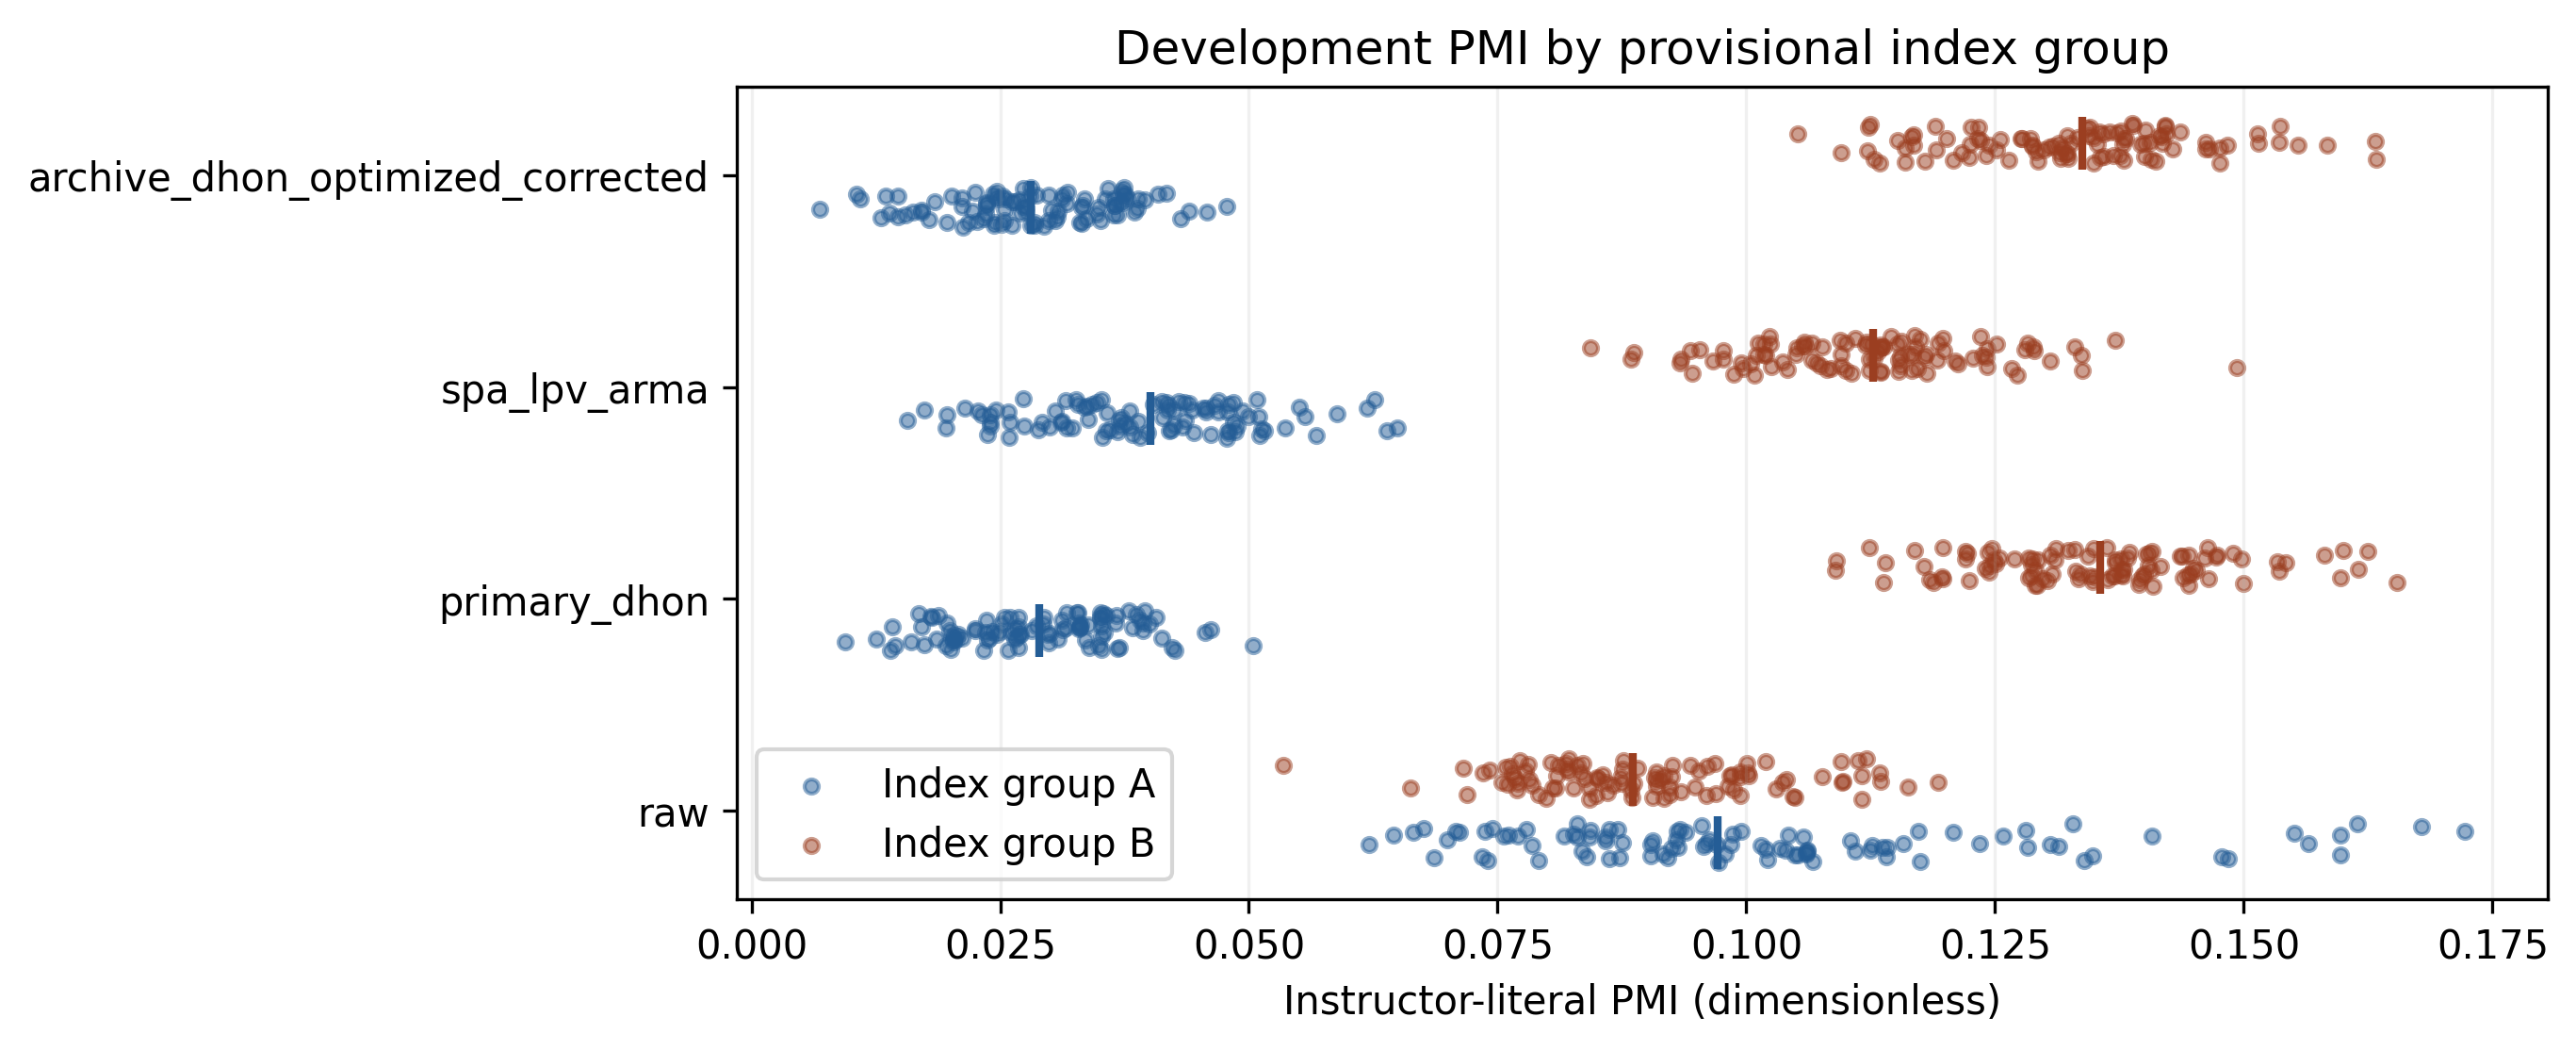 Development PMI by provisional index group
archive_dhon_optimized_corrected
spa_lpv_arma
primary_dhon
raw
Index group A
Index group B
0.000 0.025 0.050 0.075 0.100 0.125 0.150 0.175
Instructor-literal PMI (dimensionless)